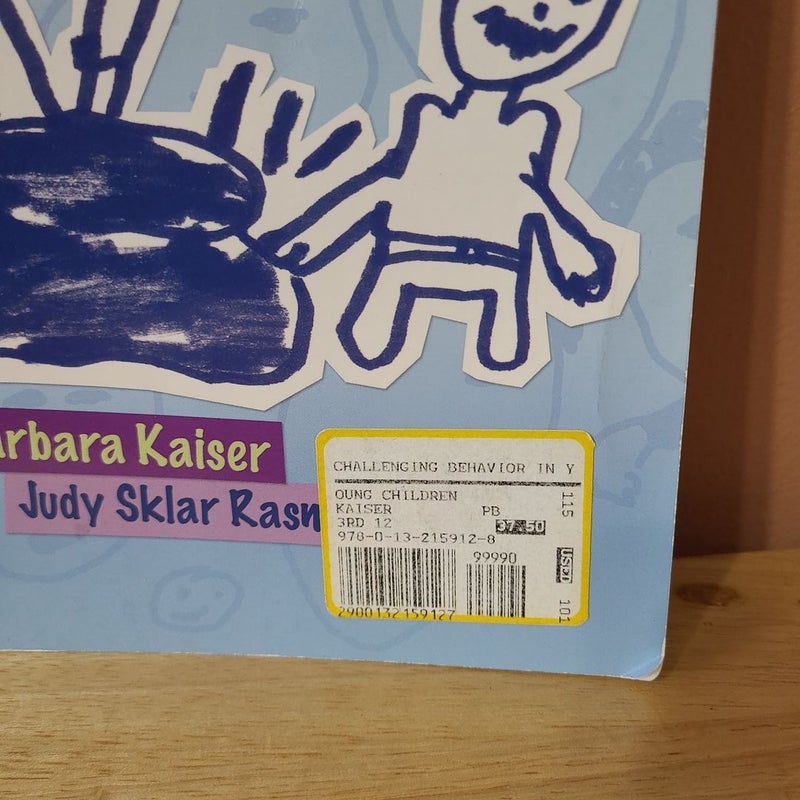 rbara Kaiser
Judy Sklar Rasm
CHALLENGING BEHAVIOR IN Y
OUNG CHILDREN
KAISER PB
3RD 12 37.50
978-0-13-215912-8
99990
2900132159127
115
USED
101